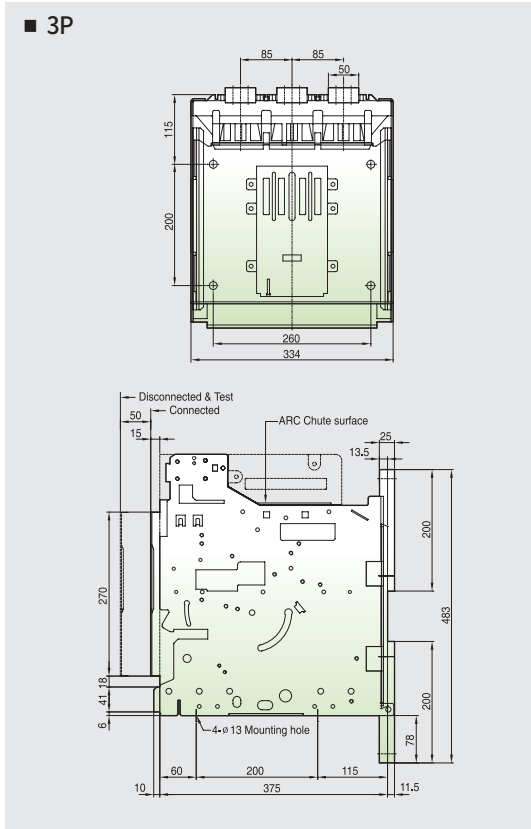 ■ 3P
85 85
50
115
200
260
334
Disconnected & Test
50 Connected
15
ARC Chute surface
25
13.5
200
270
483
18
41
6
200
78
4-ø 13 Mounting hole
60 200 115
10 375 11.5